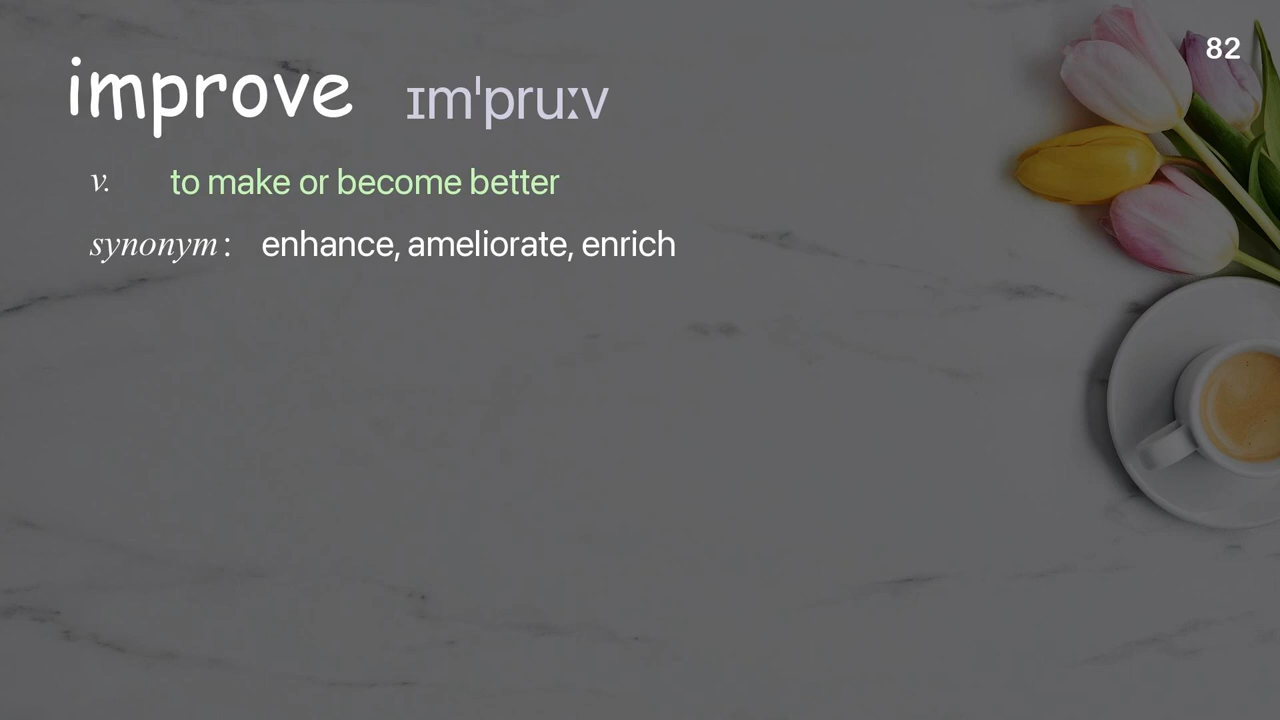 82
improve ɪmˈpruːv
v. to make or become better
synonym: enhance, ameliorate, enrich